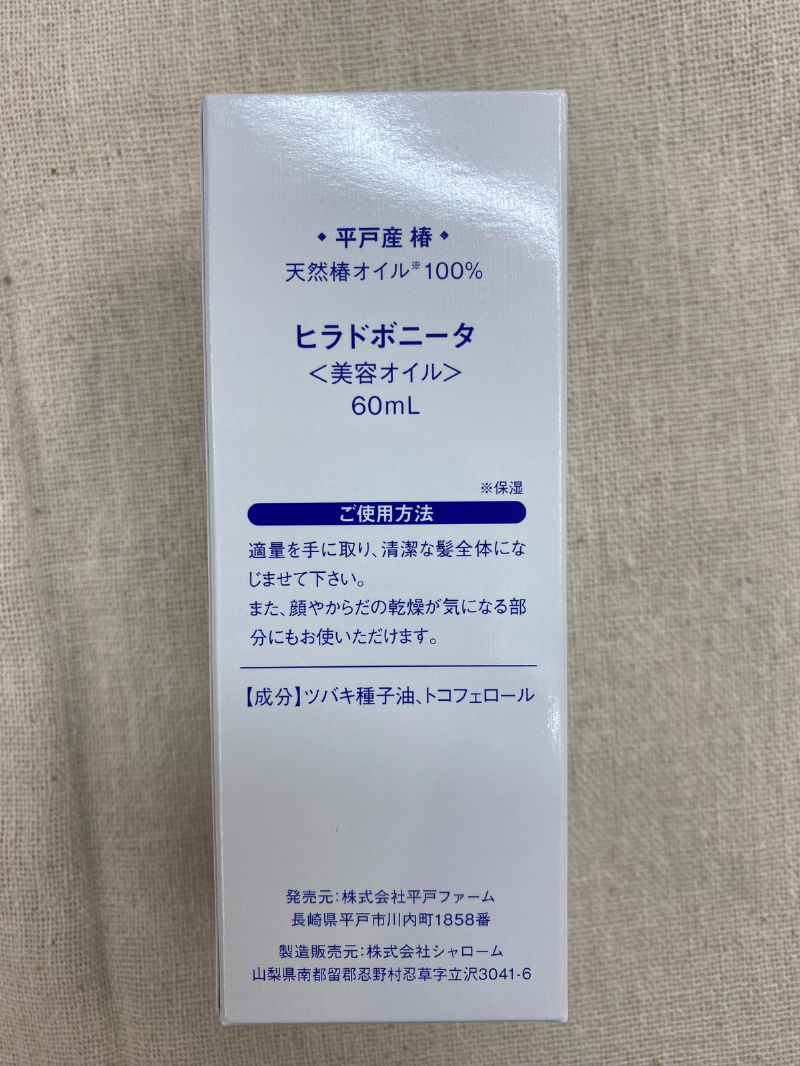 ◆ 平戸産 椿 ◆
天然椿オイル※100%
ヒラドボニータ
＜美容オイル＞
60mL
※保湿
ご使用方法
適量を手に取り、清潔な髪全体にな
じませて下さい。
また、顔やからだの乾燥が気になる部
分にもお使いただけます。
【成分】ツバキ種子油、トコフェロール
発売元:株式会社平戸ファーム
長崎県平戸市川内町1858番
製造販売元:株式会社シャローム
山梨県南都留郡忍野村忍草字立沢3041-6